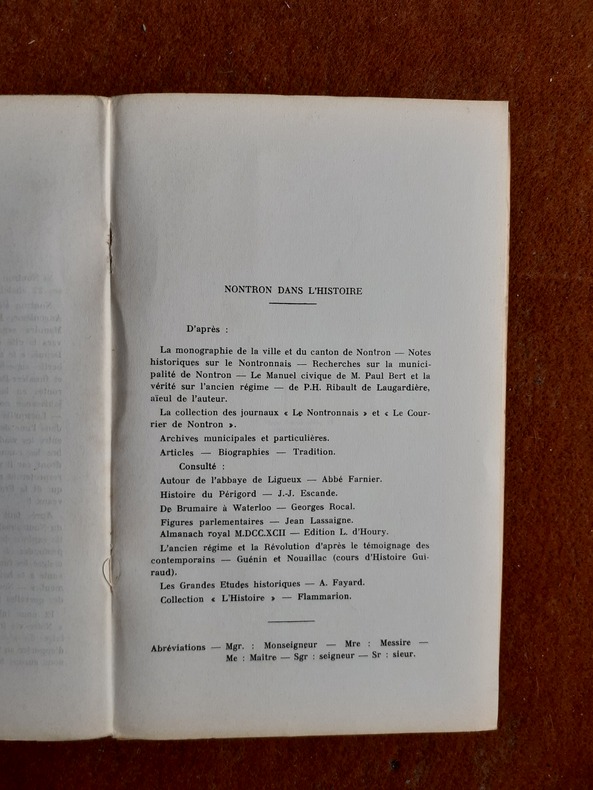 NONTRON DANS L'HISTOIRE
D'après :
La monographie de la ville et du canton de Nontron — Notes
historiques sur le Nontronnais — Recherches sur la munici-
palité de Nontron — Le Manuel civique de M. Paul Bert et la
vérité sur l'ancien régime — de P.H. Ribault de Laugardière,
aïeul de l'auteur.
La collection des journaux « Le Nontronnais » et « Le Cour-
rier de Nontron ».
Archives municipales et particulières.
Articles — Biographies — Tradition.
Consulté :
Autour de l'abbaye de Ligueux — Abbé Farnier.
Histoire du Périgord — J.-J. Escande.
De Brumaire à Waterloo — Georges Rocal.
Figures parlementaires — Jean Lassaigne.
Almanach royal M.DCC.XCII — Edition L. d'Houry.
L'ancien régime et la Révolution d'après le témoignage des
contemporains — Guénin et Nouaillac (cours d'Histoire Gui-
raud).
Les Grandes Etudes historiques — A. Fayard.
Collection « L'Histoire » — Flammarion.
Abréviations — Mgr. : Monseigneur — Mre : Messire —
Me : Maître — Sgr : seigneur — Sr : sieur.